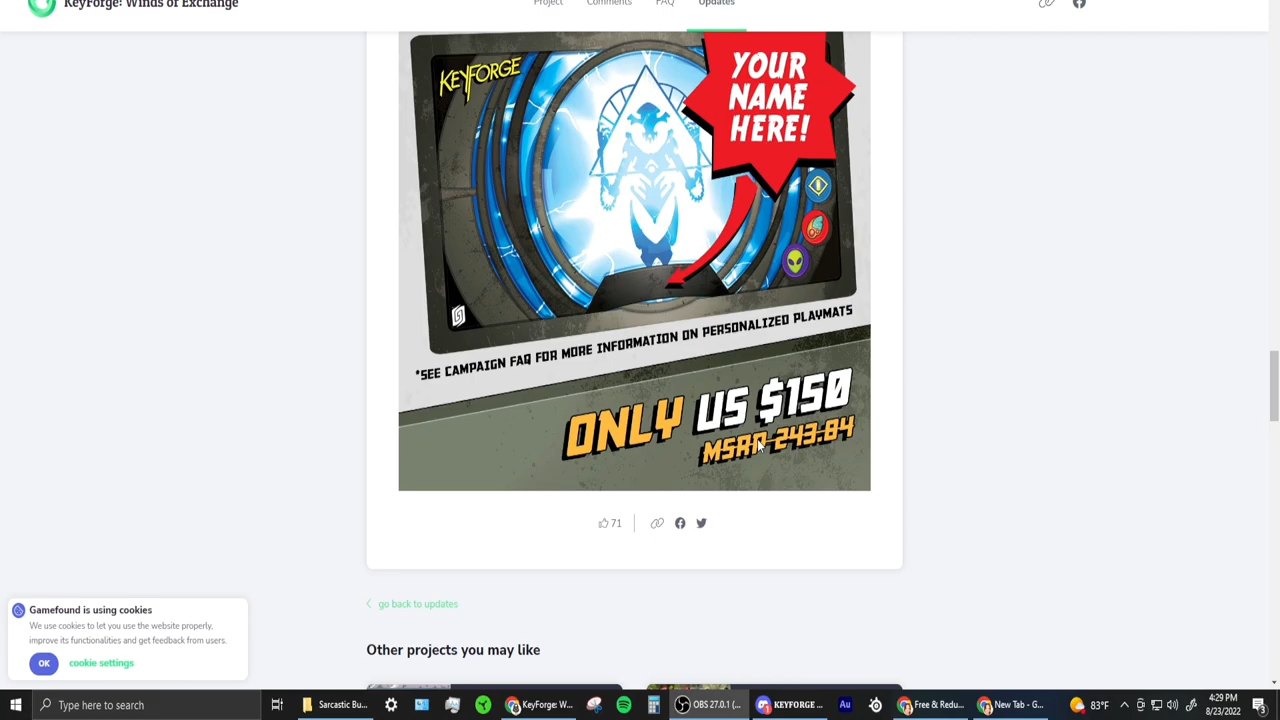 KeyForge: Winds of Exchange
Project
Comments
FAQ
Updates
KEYFORGE
YOUR
NAME
HERE!
*SEE CAMPAIGN FAQ FOR MORE INFORMATION ON PERSONALIZED PLAYMATS
ONLY US $150
MSRP 243.84
71
go back to updates
Other projects you may like
Gamefound is using cookies
We use cookies to let you use the website properly,
improve its functionalities and get feedback from users.
OK
cookie settings
Type here to search
Sarcastic Bu...
KeyForge: W...
OBS 27.0.1 (...
KEYFORGE ...
Au
Free & Redu...
New Tab - G...
83°F
4:29 PM
8/23/2022
3